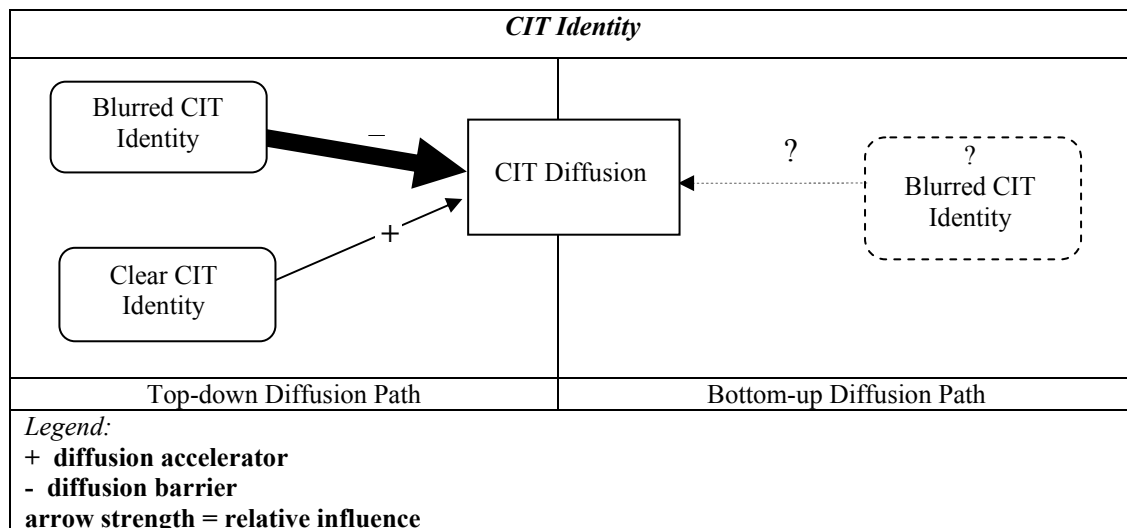 CIT Identity
Blurred CIT
Identity
–
CIT Diffusion
?
?
Blurred CIT
Identity
+
Clear CIT
Identity
Top-down Diffusion Path
Bottom-up Diffusion Path
Legend:
+ diffusion accelerator
- diffusion barrier
arrow strength = relative influence